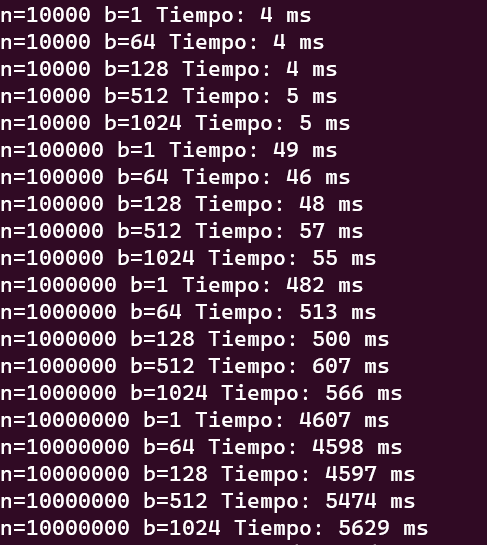 n=10000 b=1 Tiempo: 4 ms
n=10000 b=64 Tiempo: 4 ms
n=10000 b=128 Tiempo: 4 ms
n=10000 b=512 Tiempo: 5 ms
n=10000 b=1024 Tiempo: 5 ms
n=100000 b=1 Tiempo: 49 ms
n=100000 b=64 Tiempo: 46 ms
n=100000 b=128 Tiempo: 48 ms
n=100000 b=512 Tiempo: 57 ms
n=100000 b=1024 Tiempo: 55 ms
n=1000000 b=1 Tiempo: 482 ms
n=1000000 b=64 Tiempo: 513 ms
n=1000000 b=128 Tiempo: 500 ms
n=1000000 b=512 Tiempo: 607 ms
n=1000000 b=1024 Tiempo: 566 ms
n=10000000 b=1 Tiempo: 4607 ms
n=10000000 b=64 Tiempo: 4598 ms
n=10000000 b=128 Tiempo: 4597 ms
n=10000000 b=512 Tiempo: 5474 ms
n=10000000 b=1024 Tiempo: 5629 ms